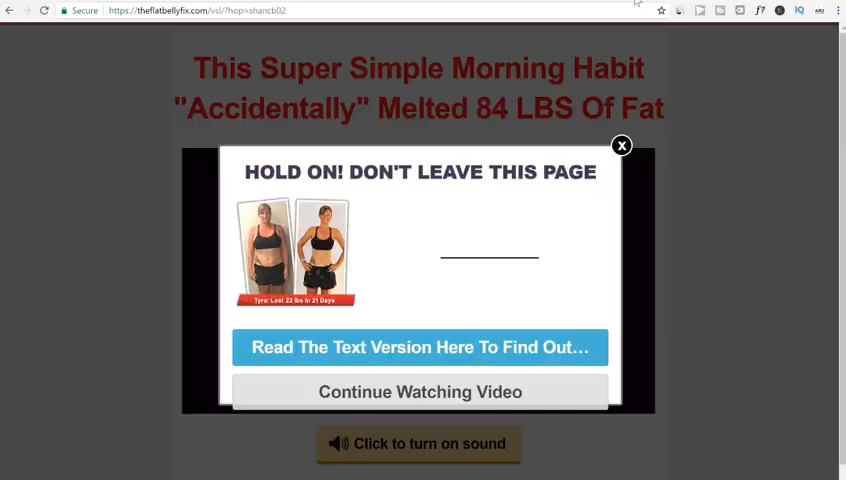 Secure
https://theflatbellyfix.com/vsl/?hop=shancb02
f?
IQ
This Super Simple Morning Habit
"Accidentally" Melted 84 LBS Of Fat
X
HOLD ON! DON'T LEAVE THIS PAGE
Tyra: Lost 23 lbs in 21 Days
Read The Text Version Here To Find Out...
Continue Watching Video
Click to turn on sound